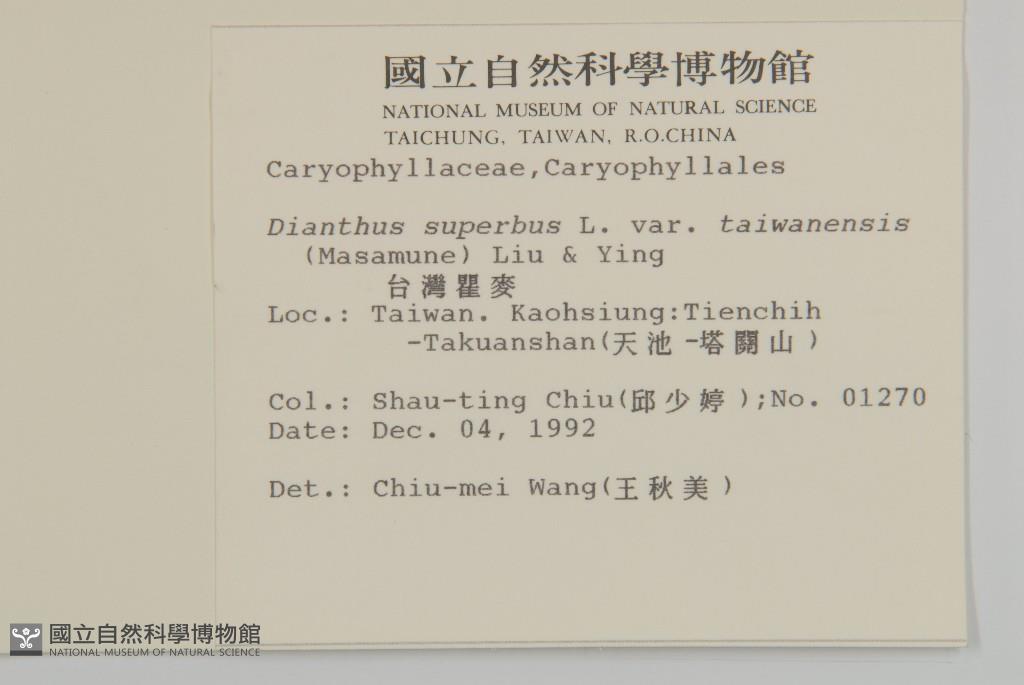 國立自然科學博物館
NATIONAL MUSEUM OF NATURAL SCIENCE
TAICHUNG, TAIWAN, R.O.CHINA
Caryophyllaceae,Caryophyllales
Dianthus superbus L. var. taiwanensis
(Masamune) Liu & Ying
台灣瞿麥
Loc.: Taiwan. Kaohsiung:Tienchih
-Takuanshan(天池-塔關山)
Col.: Shau-ting Chiu(邱少婷);No. 01270
Date: Dec. 04, 1992
Det.: Chiu-mei Wang(王秋美)
國立自然科學博物館
NATIONAL MUSEUM OF NATURAL SCIENCE